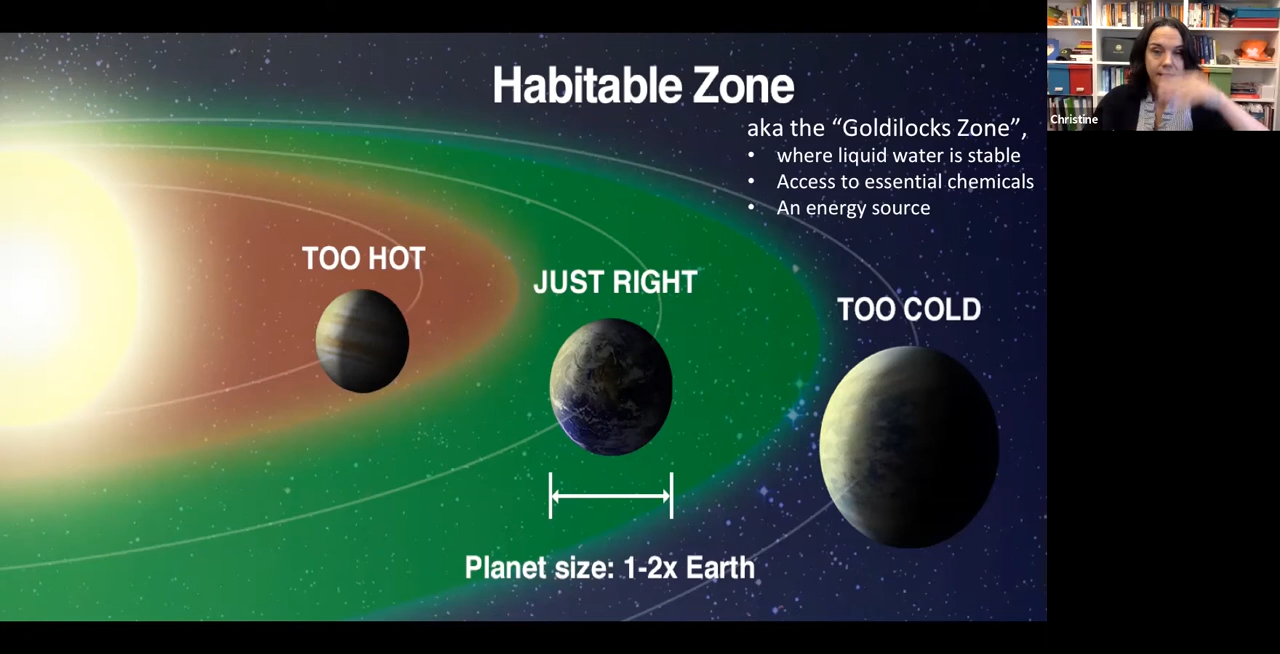 Habitable Zone
aka the “Goldilocks Zone”,
• where liquid water is stable
• Access to essential chemicals
• An energy source
TOO HOT
JUST RIGHT
TOO COLD
Planet size: 1-2x Earth
Christine